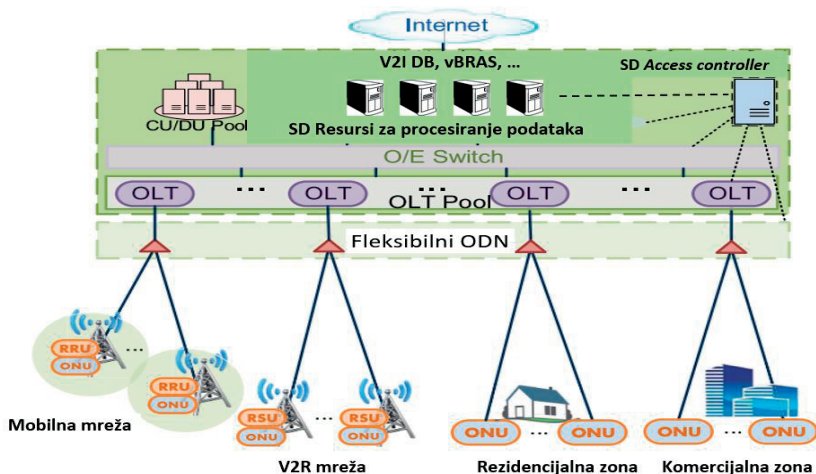 Internet
V2I DB, vBRAS, ...
SD Access controller
CU/DU Pool
SD Resursi za procesiranje podataka
O/E Switch
OLT ... OLT ... OLT ... OLT
OLT Pool
Fleksibilni ODN
RRU ...
ONU
RRU
ONU
RSU ... RSU
ONU ONU
ONU ... ONU
ONU ... ONU
Mobilna mreža
V2R mreža
Rezidencijalna zona
Komercijalna zona